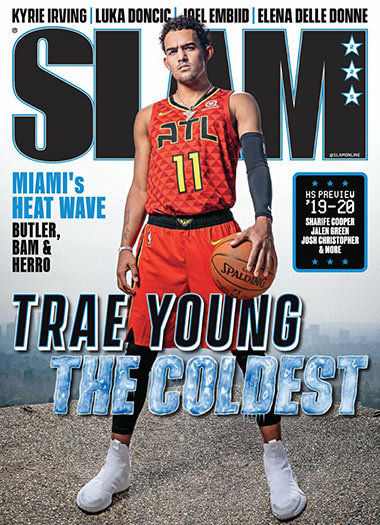 KYRIE IRVING | LUKA DONCIC | JOEL EMBIID | ELENA DELLE DONNE
SLAM
®
@SLAMONLINE
MIAMI's
HEAT WAVE
BUTLER,
BAM &
HERRO
HS PREVIEW
'19-20
SHARIFE COOPER
JALEN GREEN
JOSH CHRISTOPHER
& MORE
ATL
11
SPALDING
TRAE YOUNG
THE COLDEST